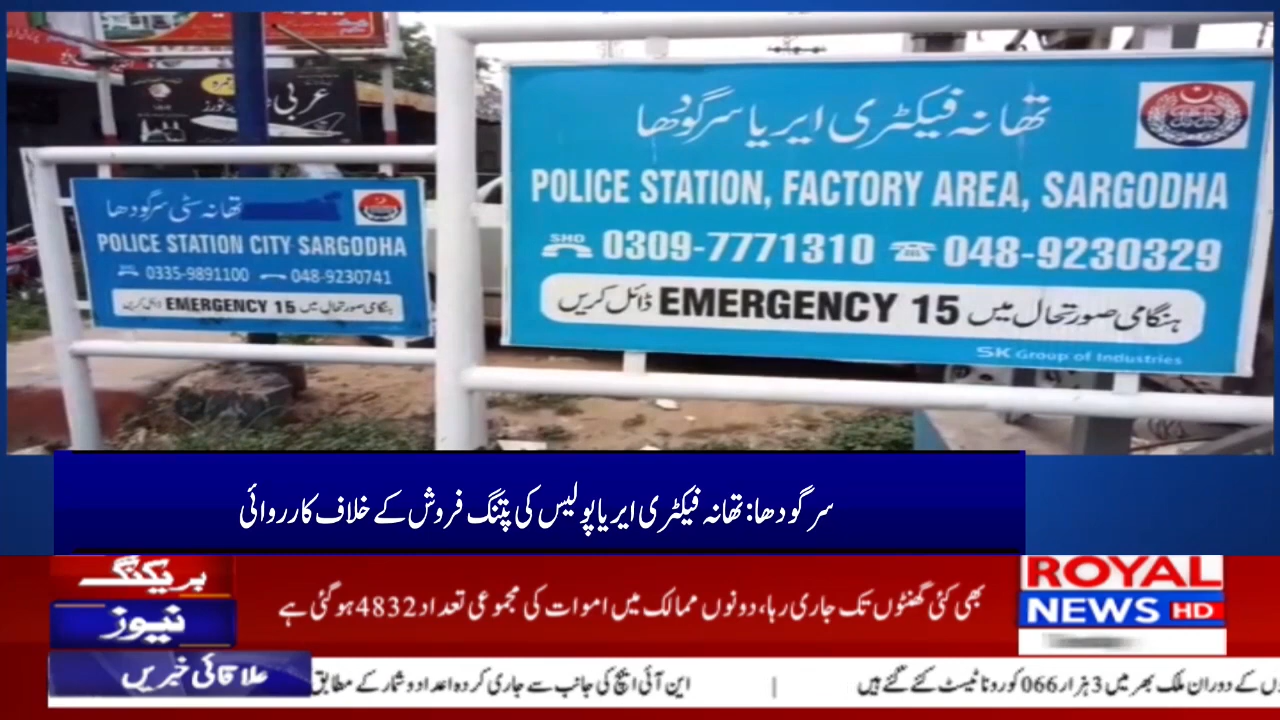 عربی
تھانہ سٹی سرگودھا
POLICE STATION CITY SARGODHA
0335-9891100 048-9230741
ہنگامی صورتحال میں EMERGENCY 15 ڈائل کریں
تھانہ فیکٹری ایریا سرگودھا
POLICE STATION, FACTORY AREA, SARGODHA
SHO 0309-7771310 048-9230329
ہنگامی صورتحال میں EMERGENCY 15 ڈائل کریں
SK Group of Industries
سرگودھا: تھانہ فیکٹری ایریا پولیس کی پتنگ فروش کے خلاف کارروائی
بریکنگ
نیوز
بھی کئی گھنٹوں تک جاری رہا، دونوں ممالک میں اموات کی مجموعی تعداد 4832 ہوگئی ہے
ROYAL
NEWS HD
علاقائی خبریں
کے دوران ملک بھر میں 3 ہزار 066 کورونا ٹیسٹ کئے گئے ہیں | این آئی ایچ کی جانب سے جاری کردہ اعداد و شمار کے مطابق